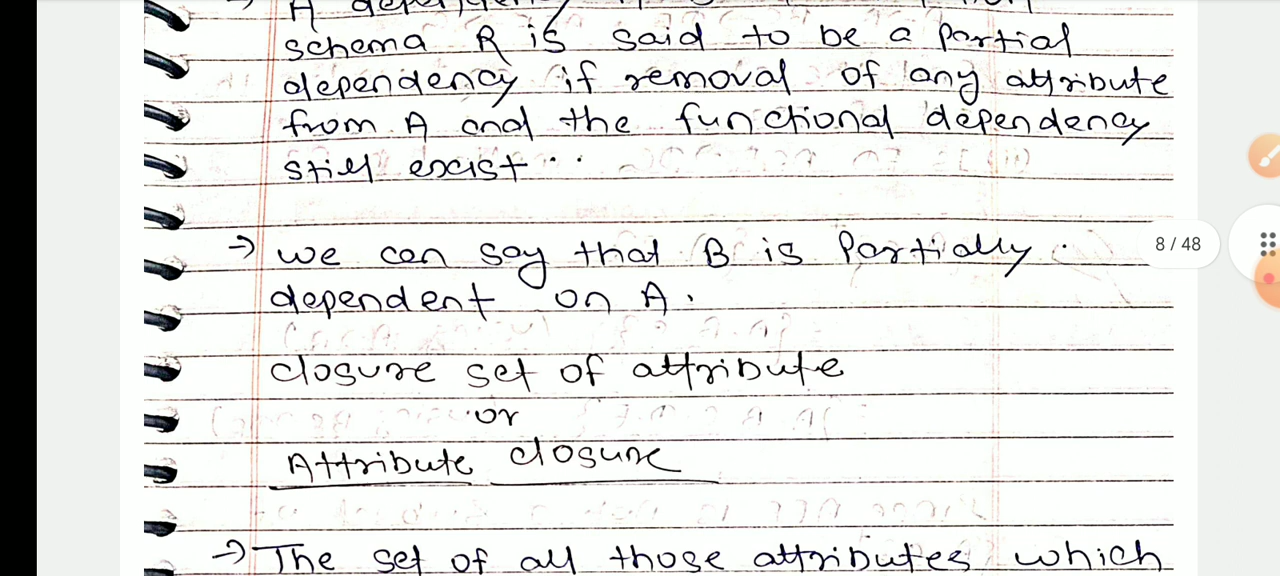 schema R is said to be a partial
dependency if removal of any attribute
from A and the functional dependency
still exist..
→ we can say that B is Partially
8 / 48
dependent on A.
closure set of attribute
or
Attribute closure
→ The set of all those attributes which